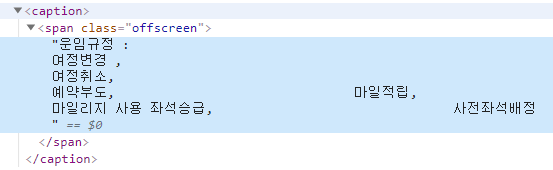 ▼<caption>
▼<span class="offscreen">
"운임규정 :
여정변경 ,
여정취소,
예약부도, 마일적립,
마일리지 사용 좌석승급, 사전좌석배정
" == $0
</span>
</caption>